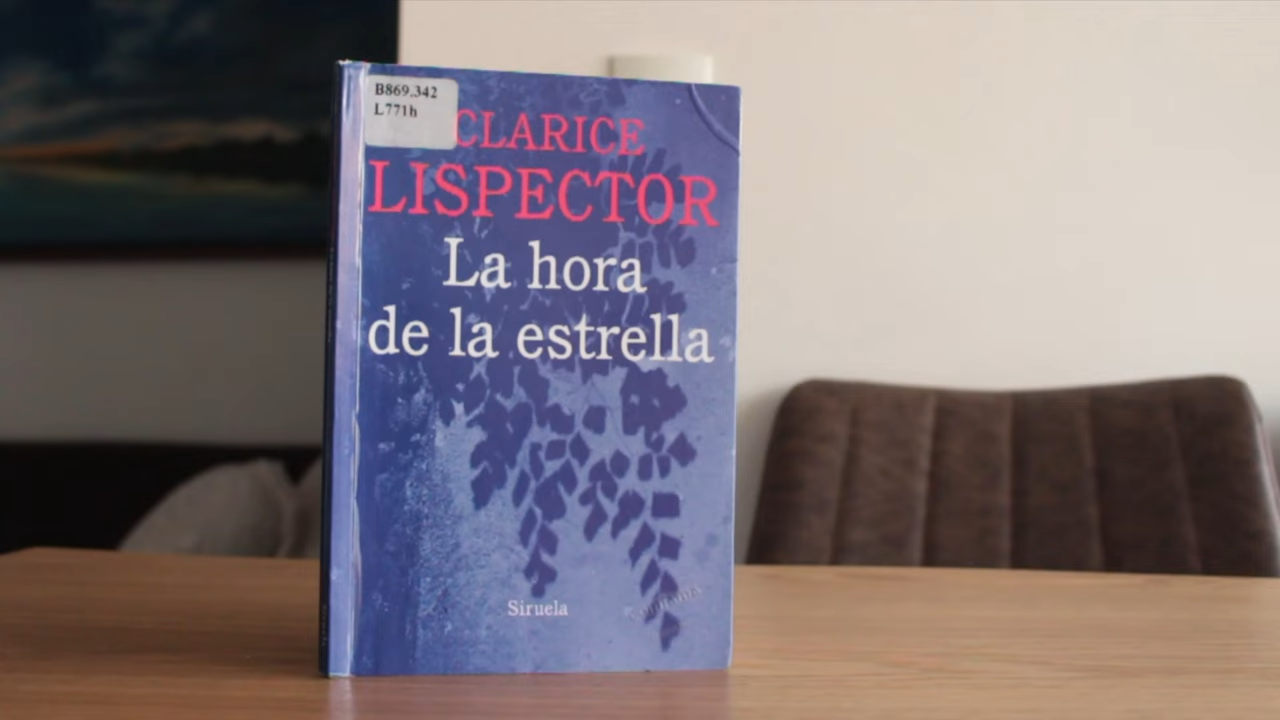 B869.342
L771h
CLARICE
LISPECTOR
La hora
de la estrella
Siruela